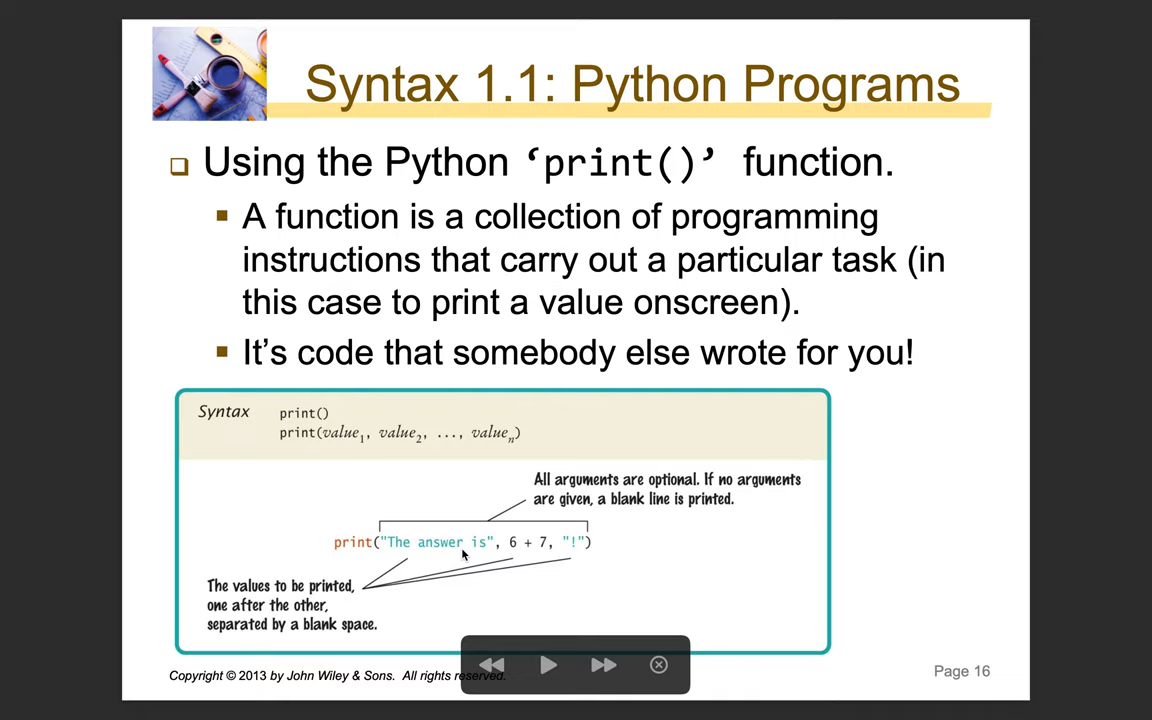 Syntax 1.1: Python Programs
❑ Using the Python ‘print()’ function.
▪ A function is a collection of programming
instructions that carry out a particular task (in
this case to print a value onscreen).
▪ It’s code that somebody else wrote for you!
Syntax print()
print(value1, value2, ..., valuen)
All arguments are optional. If no arguments
are given, a blank line is printed.
print("The answer is", 6 + 7, "!")
The values to be printed,
one after the other,
separated by a blank space.
Copyright © 2013 by John Wiley & Sons. All rights reserved.
Page 16